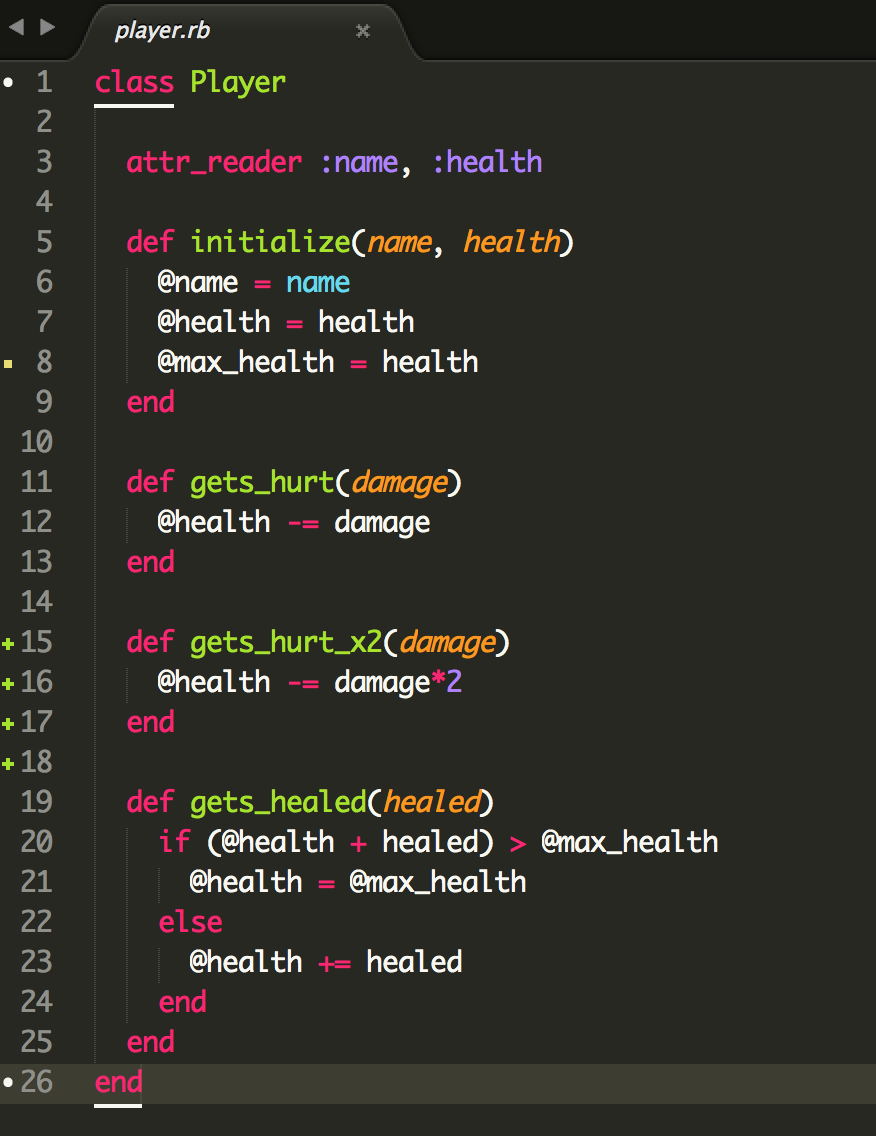 player.rb
1 class Player
2
3   attr_reader :name, :health
4
5   def initialize(name, health)
6     @name = name
7     @health = health
8     @max_health = health
9   end
10
11   def gets_hurt(damage)
12     @health -= damage
13   end
14
15   def gets_hurt_x2(damage)
16     @health -= damage*2
17   end
18
19   def gets_healed(healed)
20     if (@health + healed) > @max_health
21       @health = @max_health
22     else
23       @health += healed
24     end
25   end
26 end